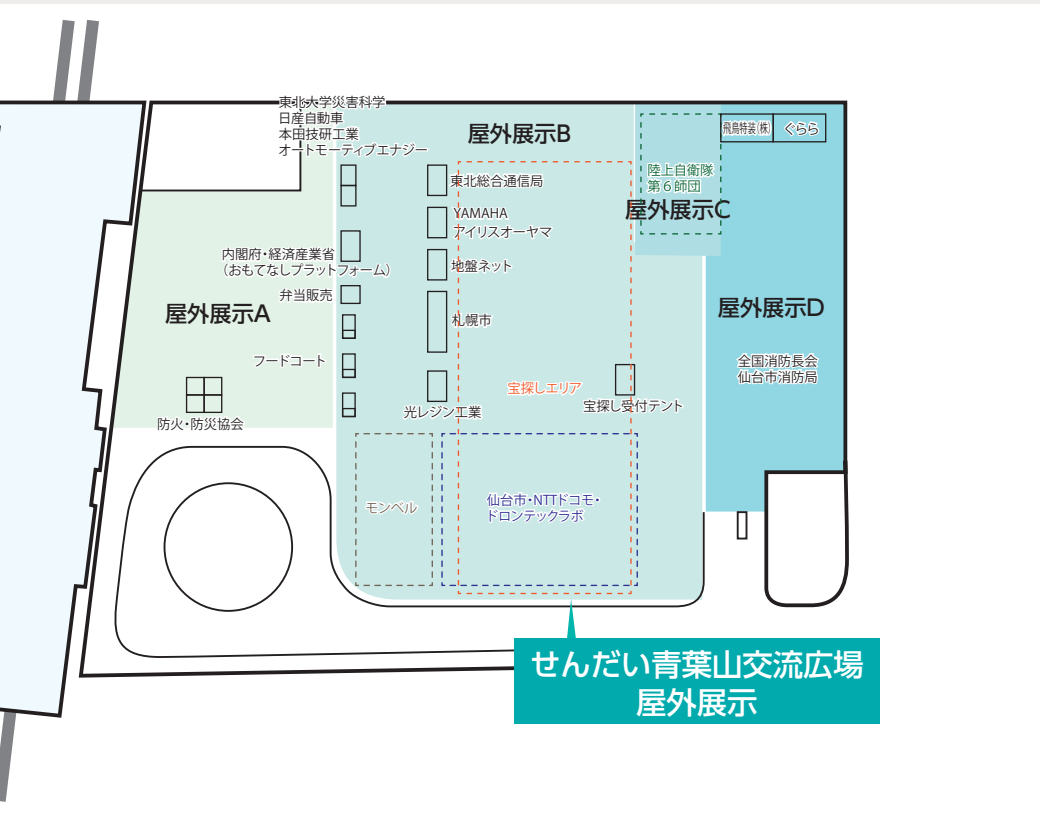 東北大学災害科学
日産自動車
本田技研工業
オートモーティブエナジー
屋外展示B
飛鳥特装(株)
ぐらら
東北総合通信局
陸上自衛隊
第6師団
YAMAHA
アイリスオーヤマ
屋外展示C
内閣府・経済産業省
(おもてなしプラットフォーム)
地盤ネット
弁当販売
屋外展示A
札幌市
屋外展示D
フードコート
全国消防長会
仙台市消防局
宝探しエリア
宝探し受付テント
光レジン工業
防火・防災協会
モンベル
仙台市・NTTドコモ・
ドロンテックラボ
せんだい青葉山交流広場
屋外展示